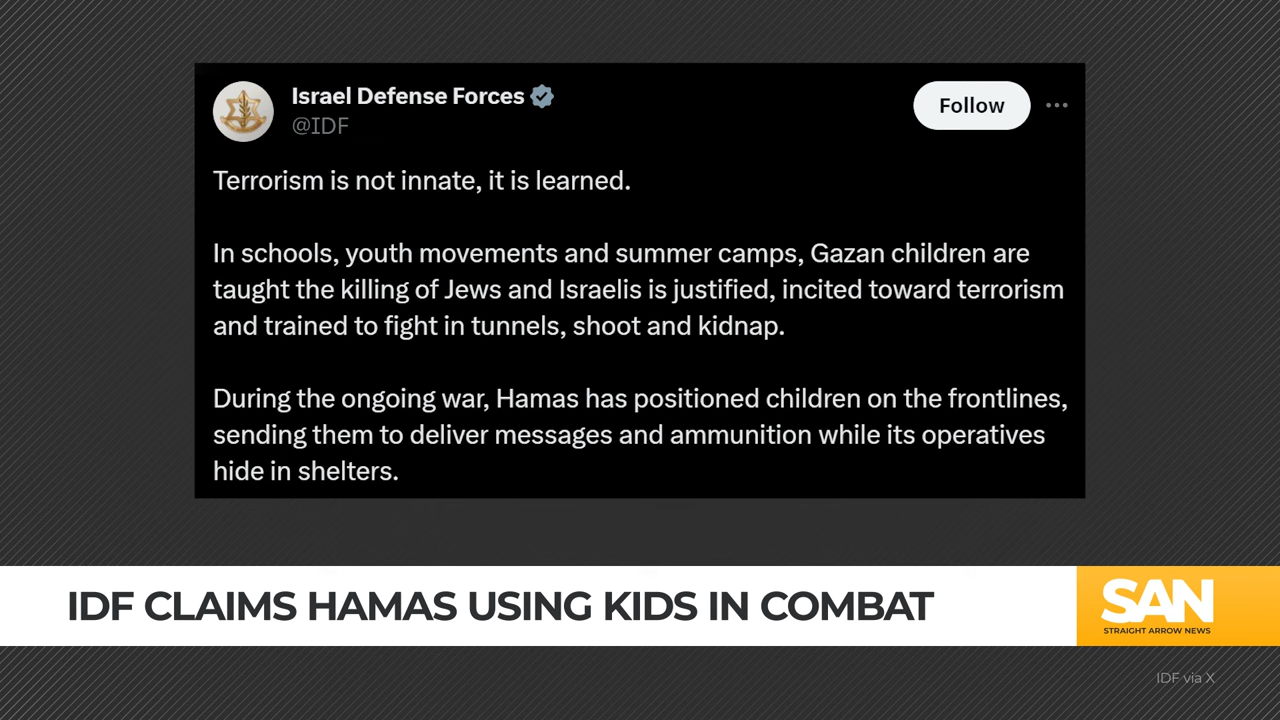 Israel Defense Forces
@IDF
Follow
Terrorism is not innate, it is learned.
In schools, youth movements and summer camps, Gazan children are
taught the killing of Jews and Israelis is justified, incited toward terrorism
and trained to fight in tunnels, shoot and kidnap.
During the ongoing war, Hamas has positioned children on the frontlines,
sending them to deliver messages and ammunition while its operatives
hide in shelters.
IDF CLAIMS HAMAS USING KIDS IN COMBAT
SAN
STRAIGHT ARROW NEWS
IDF via X